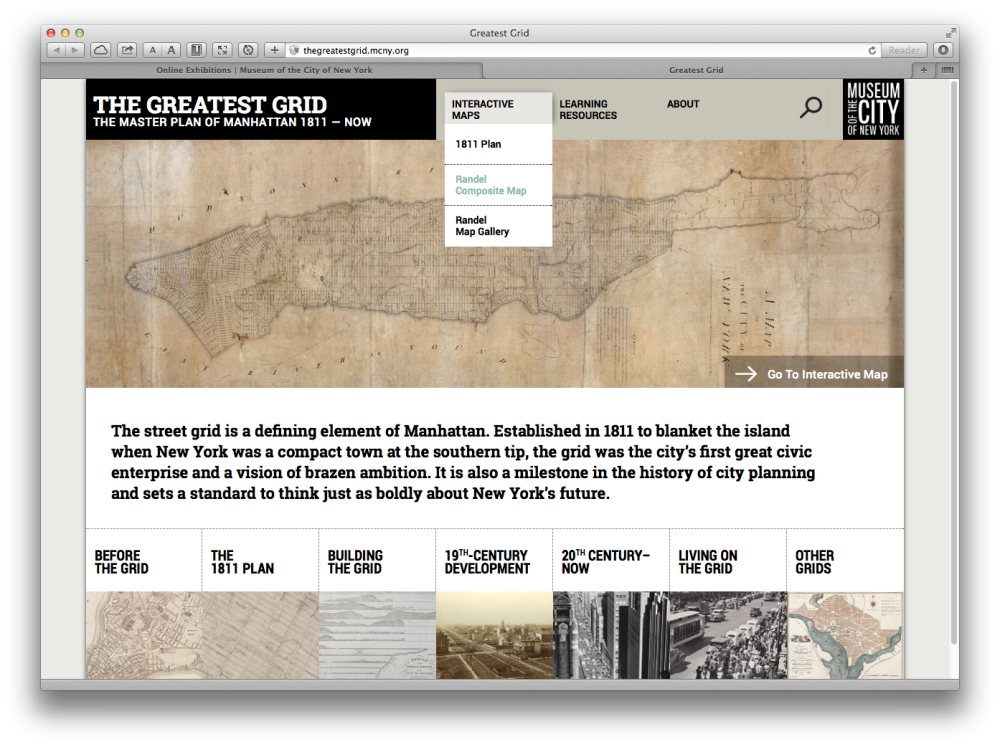 Greatest Grid
A A
thegreatestgrid.mcny.org
Reader
Online Exhibitions | Museum of the City of New York
Greatest Grid
THE GREATEST GRID
THE MASTER PLAN OF MANHATTAN 1811 – NOW
INTERACTIVE
MAPS
LEARNING
RESOURCES
ABOUT
MUSEUM
OF THE CITY
OF NEW YORK
1811 Plan
Randel
Composite Map
Randel
Map Gallery
Go To Interactive Map
The street grid is a defining element of Manhattan. Established in 1811 to blanket the island
when New York was a compact town at the southern tip, the grid was the city’s first great civic
enterprise and a vision of brazen ambition. It is also a milestone in the history of city planning
and sets a standard to think just as boldly about New York’s future.
BEFORE
THE GRID
THE
1811 PLAN
BUILDING
THE GRID
19TH-CENTURY
DEVELOPMENT
20TH CENTURY–
NOW
LIVING ON
THE GRID
OTHER
GRIDS